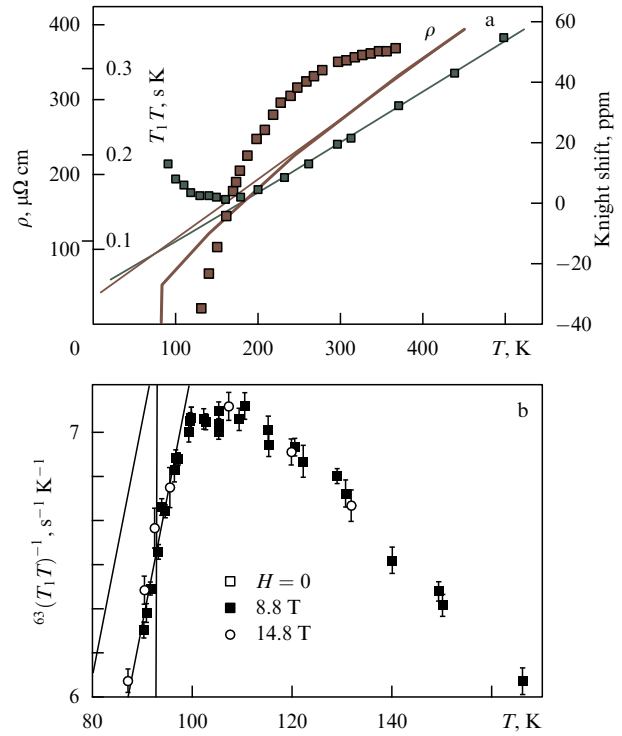 400
300
200
100
0
ρ, μΩ cm
0.3
0.2
0.1
T₁T, s K
ρ
a
60
40
20
0
−20
−40
Knight shift, ppm
100
200
300
400
T, K
b
7
6
⁶³(T₁T)⁻¹, s⁻¹ K⁻¹
H = 0
8.8 T
14.8 T
80
100
120
140
T, K